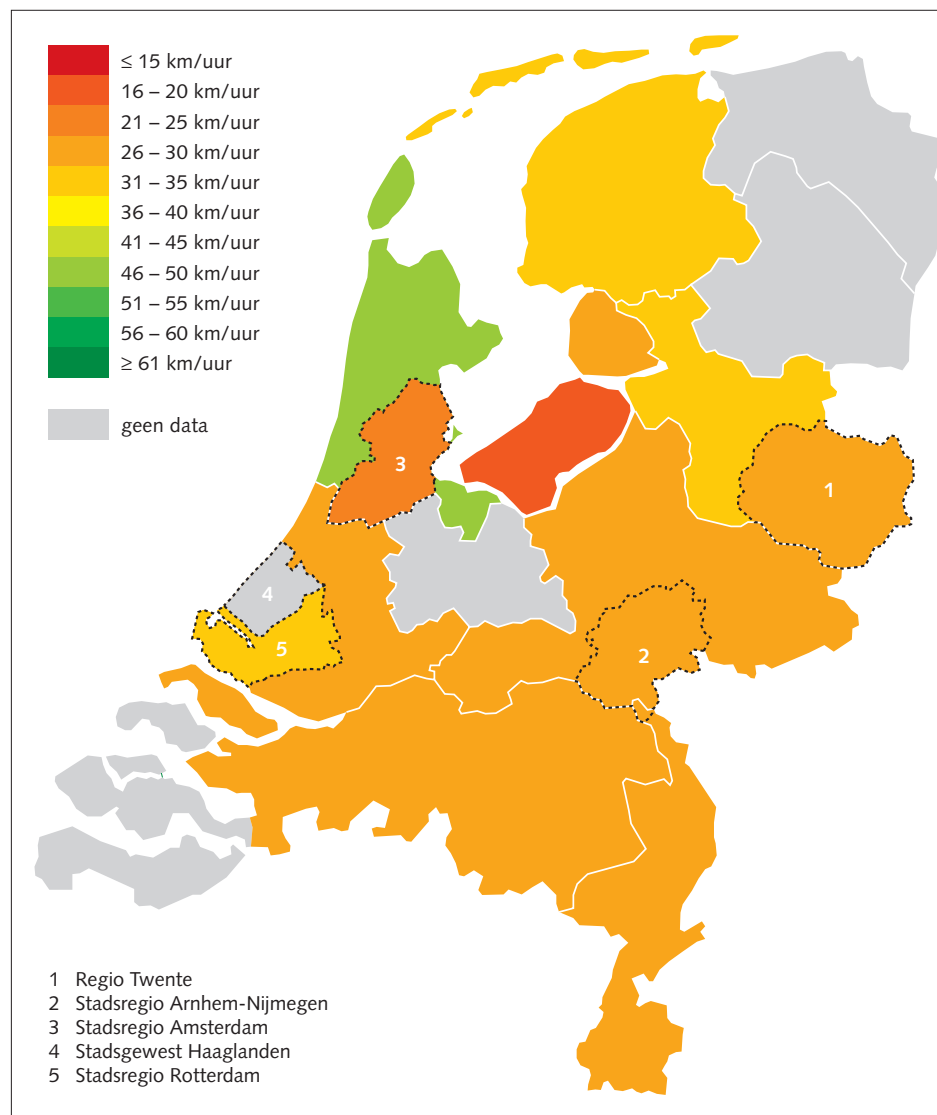 ≤ 15 km/uur
16 – 20 km/uur
21 – 25 km/uur
26 – 30 km/uur
31 – 35 km/uur
36 – 40 km/uur
41 – 45 km/uur
46 – 50 km/uur
51 – 55 km/uur
56 – 60 km/uur
≥ 61 km/uur
geen data
3
1
4
5
2
1 Regio Twente
2 Stadsregio Arnhem-Nijmegen
3 Stadsregio Amsterdam
4 Stadsgewest Haaglanden
5 Stadsregio Rotterdam